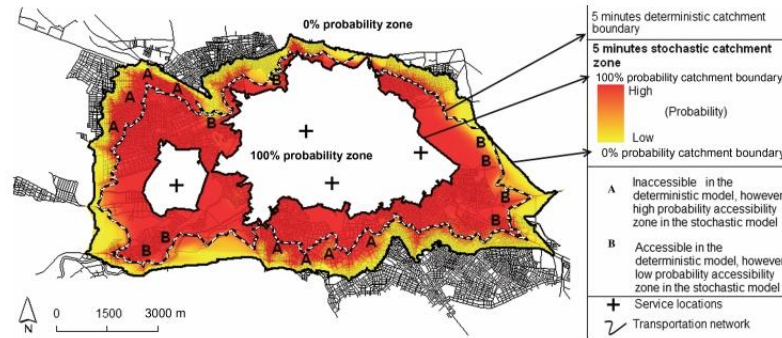 0% probability zone
100% probability zone
A
A
A
A
A
B
B
B
B
B
B
B
B
B
A
A
A
A
A
N
0 1500 3000 m
5 minutes deterministic catchment
boundary
5 minutes stochastic catchment
zone
100% probability catchment boundary
High
(Probability)
Low
0% probability catchment boundary
A
Inaccessible in the
deterministic model, however
high probability accessibility
zone in the stochastic model
B
Accessible in the
deterministic model, however
low probability accessibility
zone in the stochastic model
Service locations
Transportation network